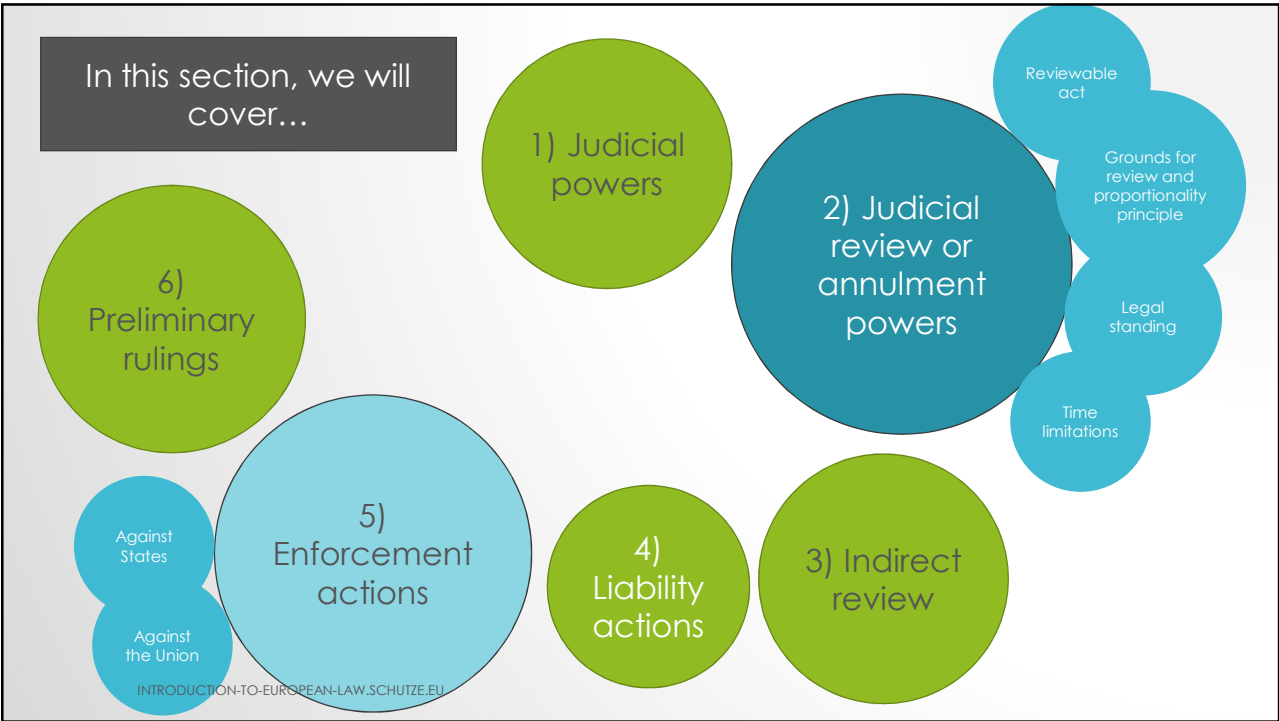 In this section, we will
cover…
1) Judicial
powers
2) Judicial
review or
annulment
powers
Reviewable
act
Grounds for
review and
proportionality
principle
Legal
standing
Time
limitations
3) Indirect
review
4)
Liability
actions
5)
Enforcement
actions
Against
States
Against
the Union
6)
Preliminary
rulings
INTRODUCTION-TO-EUROPEAN-LAW.SCHUTZE.EU